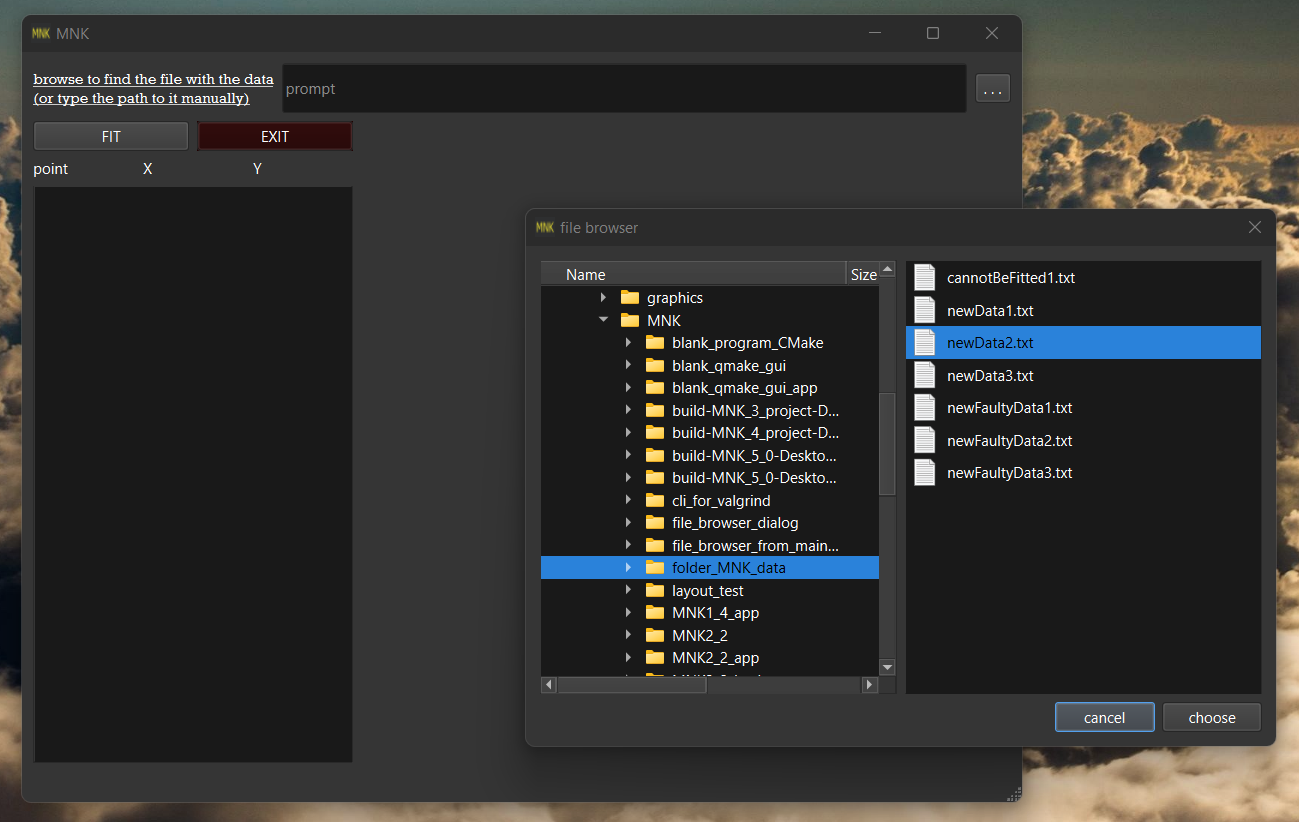 MNK MNK
browse to find the file with the data
(or type the path to it manually)
prompt
...
FIT
EXIT
point X Y
MNK file browser
Name Size
graphics
MNK
blank_program_CMake
blank_qmake_gui
blank_qmake_gui_app
build-MNK_3_project-D...
build-MNK_4_project-D...
build-MNK_5_0-Deskto...
build-MNK_5_0-Deskto...
cli_for_valgrind
file_browser_dialog
file_browser_from_main...
folder_MNK_data
layout_test
MNK1_4_app
MNK2_2
MNK2_2_app
cannotBeFitted1.txt
newData1.txt
newData2.txt
newData3.txt
newFaultyData1.txt
newFaultyData2.txt
newFaultyData3.txt
cancel
choose